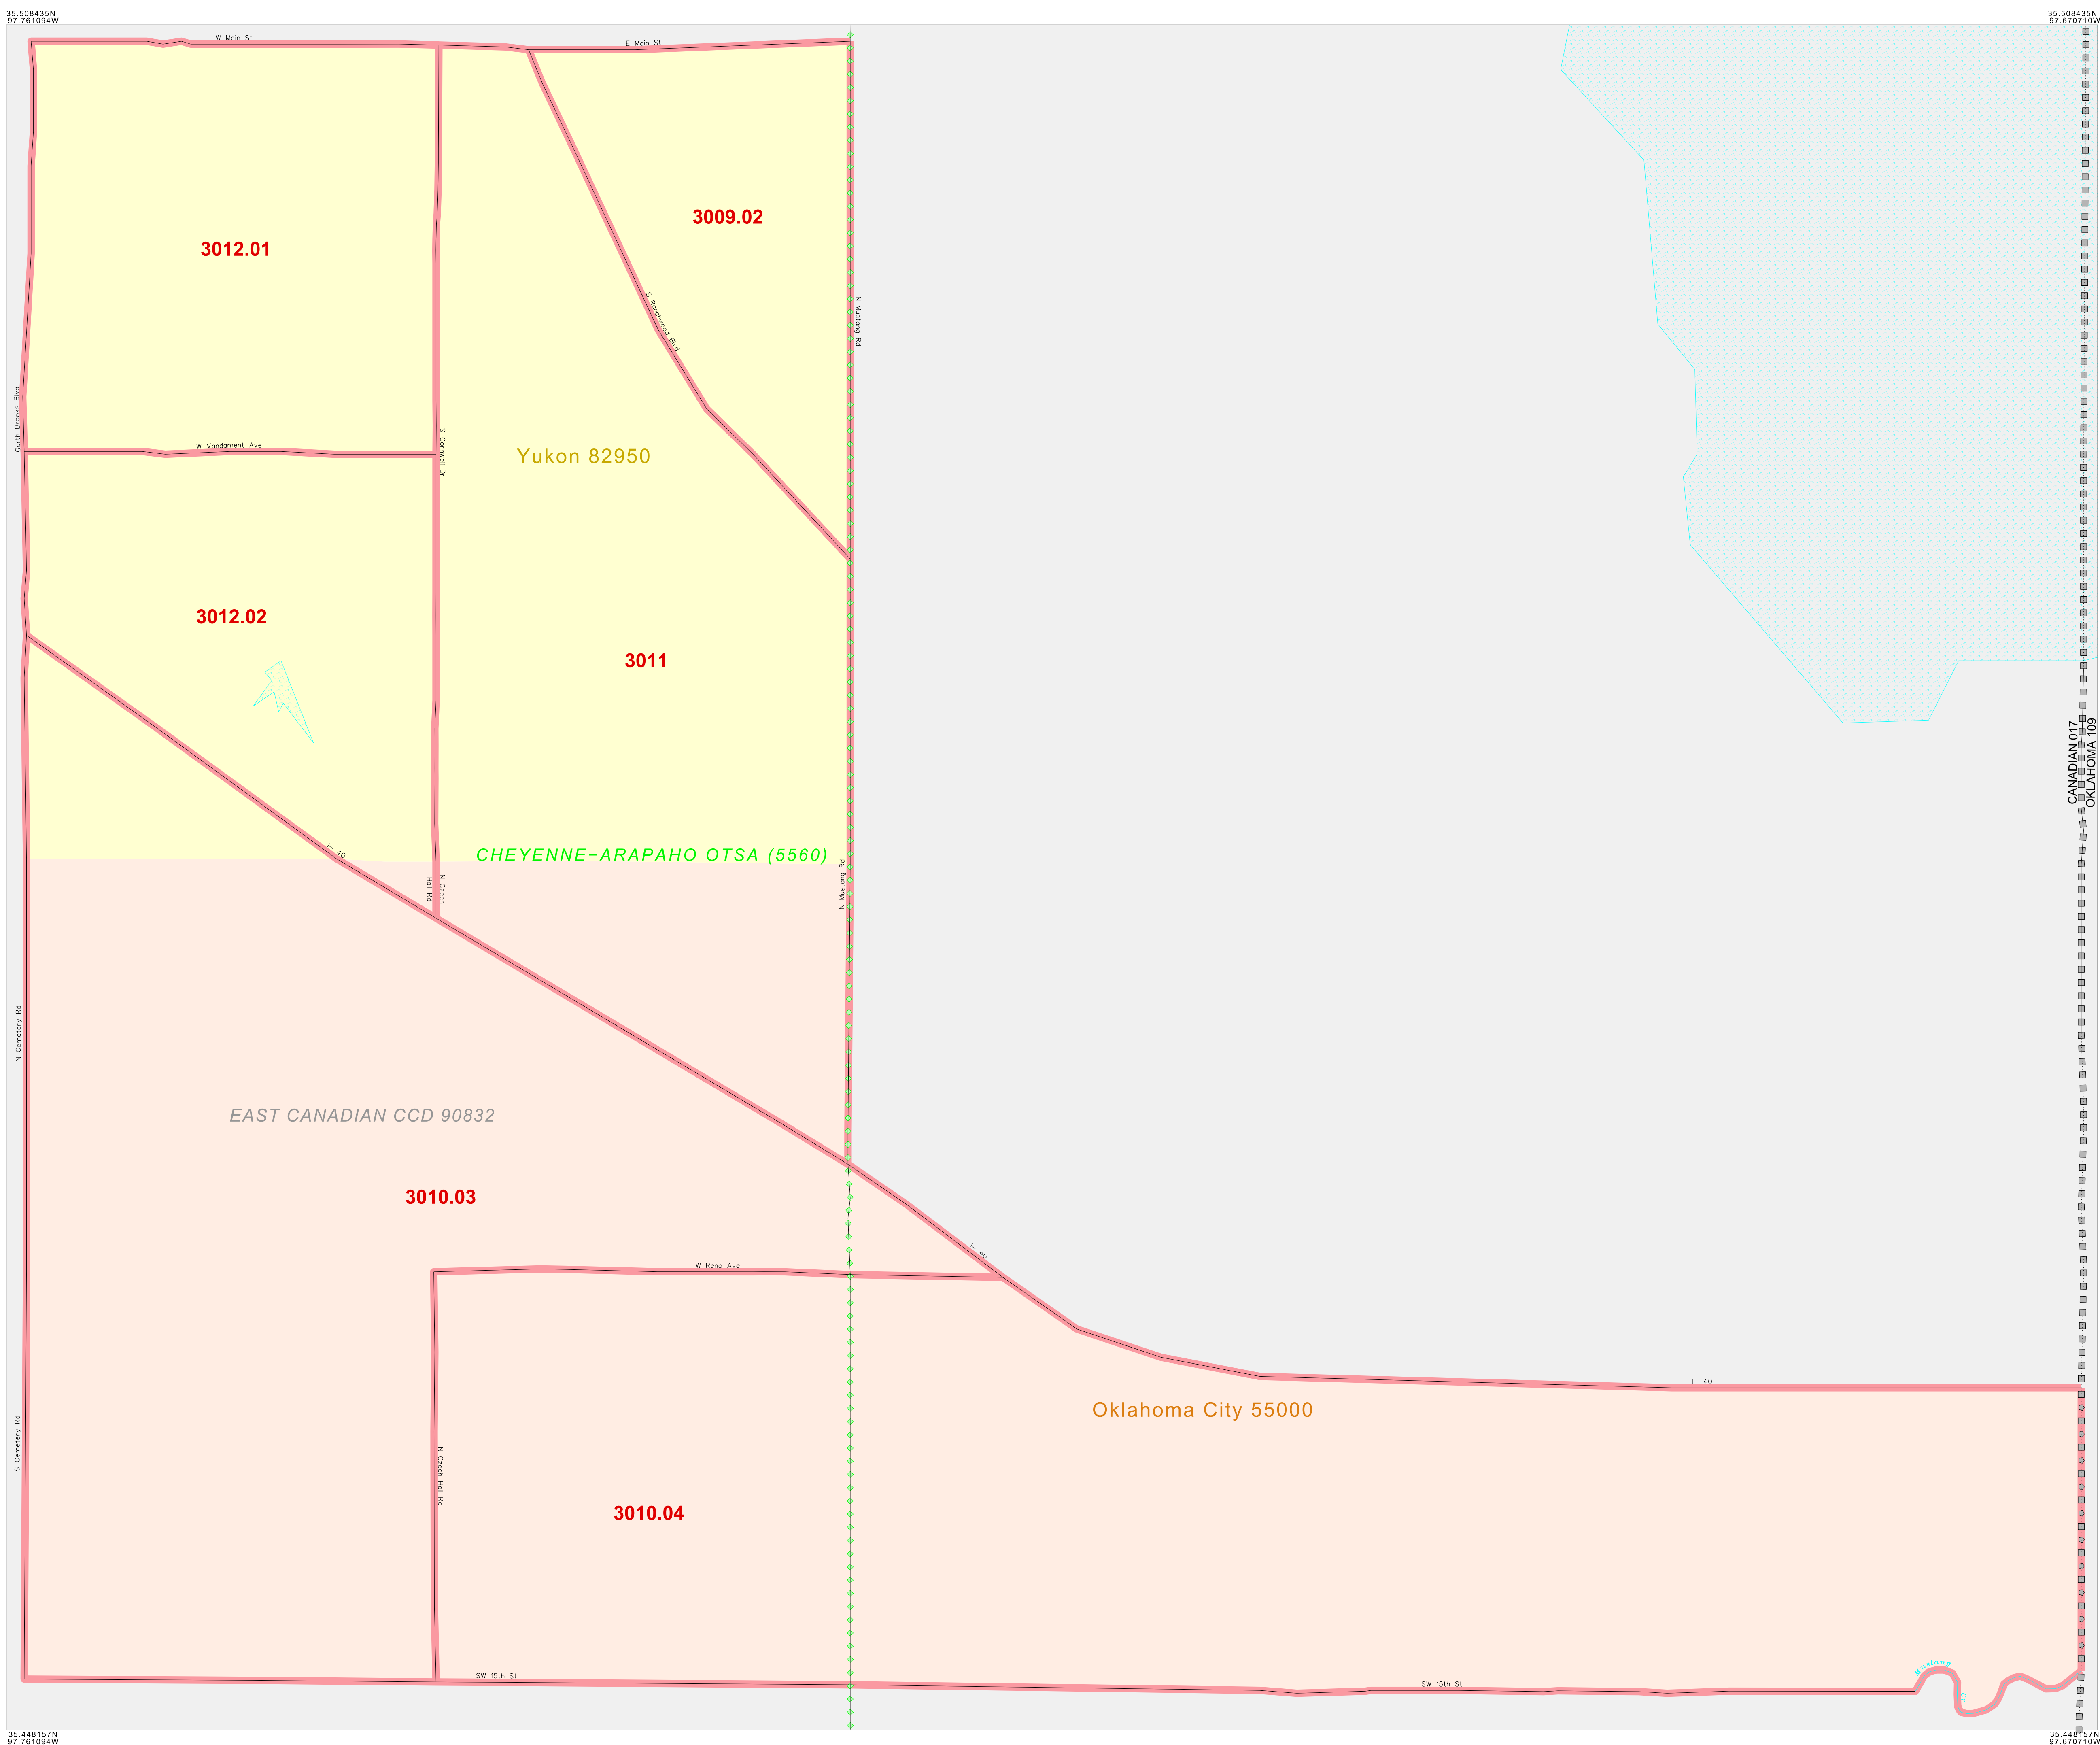 35.508435N
97.761094W
35.508435N
97.670710W
W Main St
E Main St
3009.02
3012.01
N Mustang Rd
S Ranchwood Blvd
Garth Brooks Blvd
W Vandament Ave
S Cornwell Dr
Yukon 82950
3012.02
3011
CANADIAN 017
OKLAHOMA 109
I- 40
CHEYENNE-ARAPAHO OTSA (5560)
N Czech
Hall Rd
N Mustang Rd
N Cemetery Rd
EAST CANADIAN CCD 90832
3010.03
I- 40
W Reno Ave
I- 40
Oklahoma City 55000
S Cemetery Rd
N Czech Hall Rd
3010.04
Mustang
Cr
SW 15th St
SW 15th St
35.448157N
97.761094W
35.448157N
97.670710W